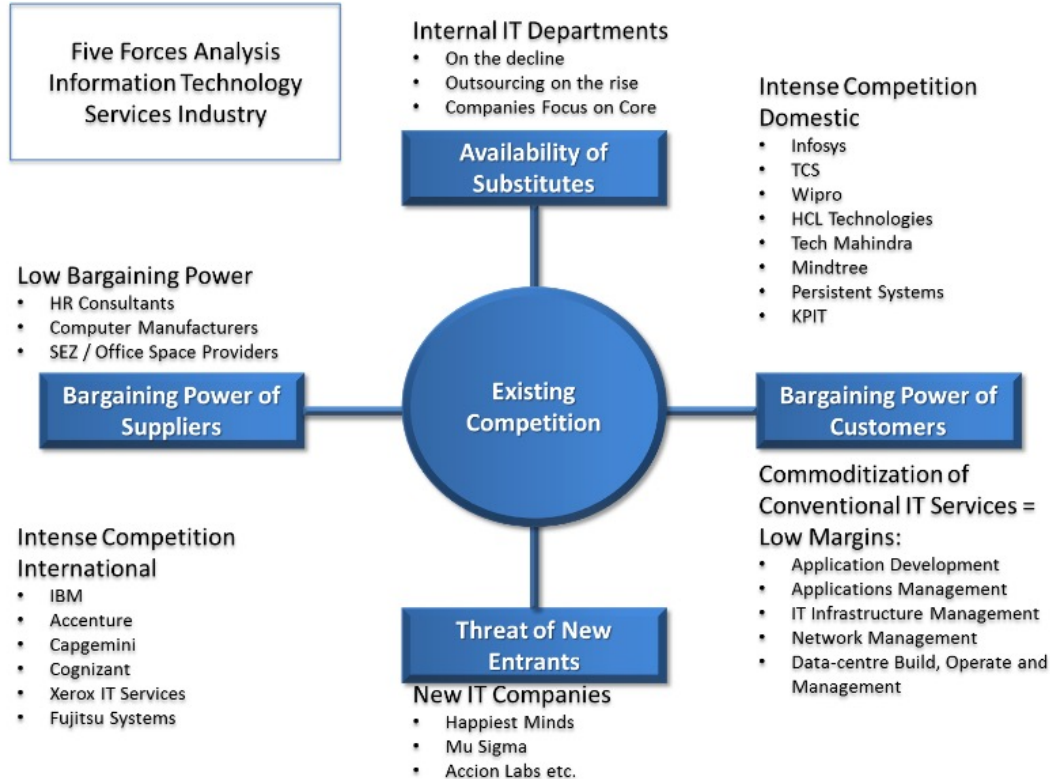 Five Forces Analysis
Information Technology
Services Industry
Internal IT Departments
• On the decline
• Outsourcing on the rise
• Companies Focus on Core
Availability of
Substitutes
Intense Competition
Domestic
• Infosys
• TCS
• Wipro
• HCL Technologies
• Tech Mahindra
• Mindtree
• Persistent Systems
• KPIT
Low Bargaining Power
• HR Consultants
• Computer Manufacturers
• SEZ / Office Space Providers
Bargaining Power of
Suppliers
Existing
Competition
Bargaining Power of
Customers
Commoditization of
Conventional IT Services =
Low Margins:
• Application Development
• Applications Management
• IT Infrastructure Management
• Network Management
• Data-centre Build, Operate and
Management
Intense Competition
International
• IBM
• Accenture
• Capgemini
• Cognizant
• Xerox IT Services
• Fujitsu Systems
Threat of New
Entrants
New IT Companies
• Happiest Minds
• Mu Sigma
• Accion Labs etc.